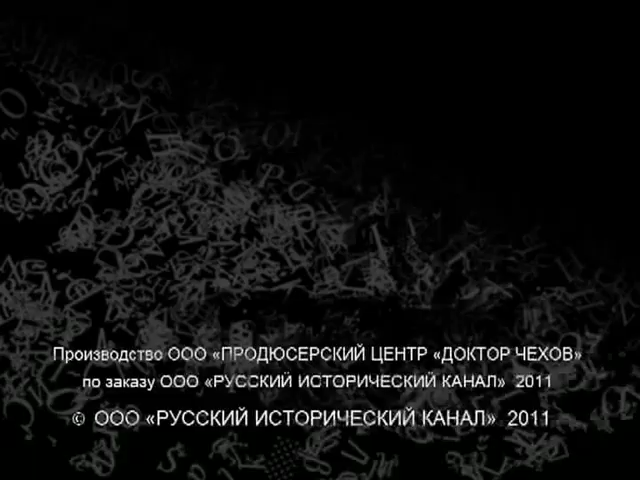 Производство ООО «ПРОДЮСЕРСКИЙ ЦЕНТР «ДОКТОР ЧЕХОВ»
по заказу ООО «РУССКИЙ ИСТОРИЧЕСКИЙ КАНАЛ» 2011
© ООО «РУССКИЙ ИСТОРИЧЕСКИЙ КАНАЛ» 2011